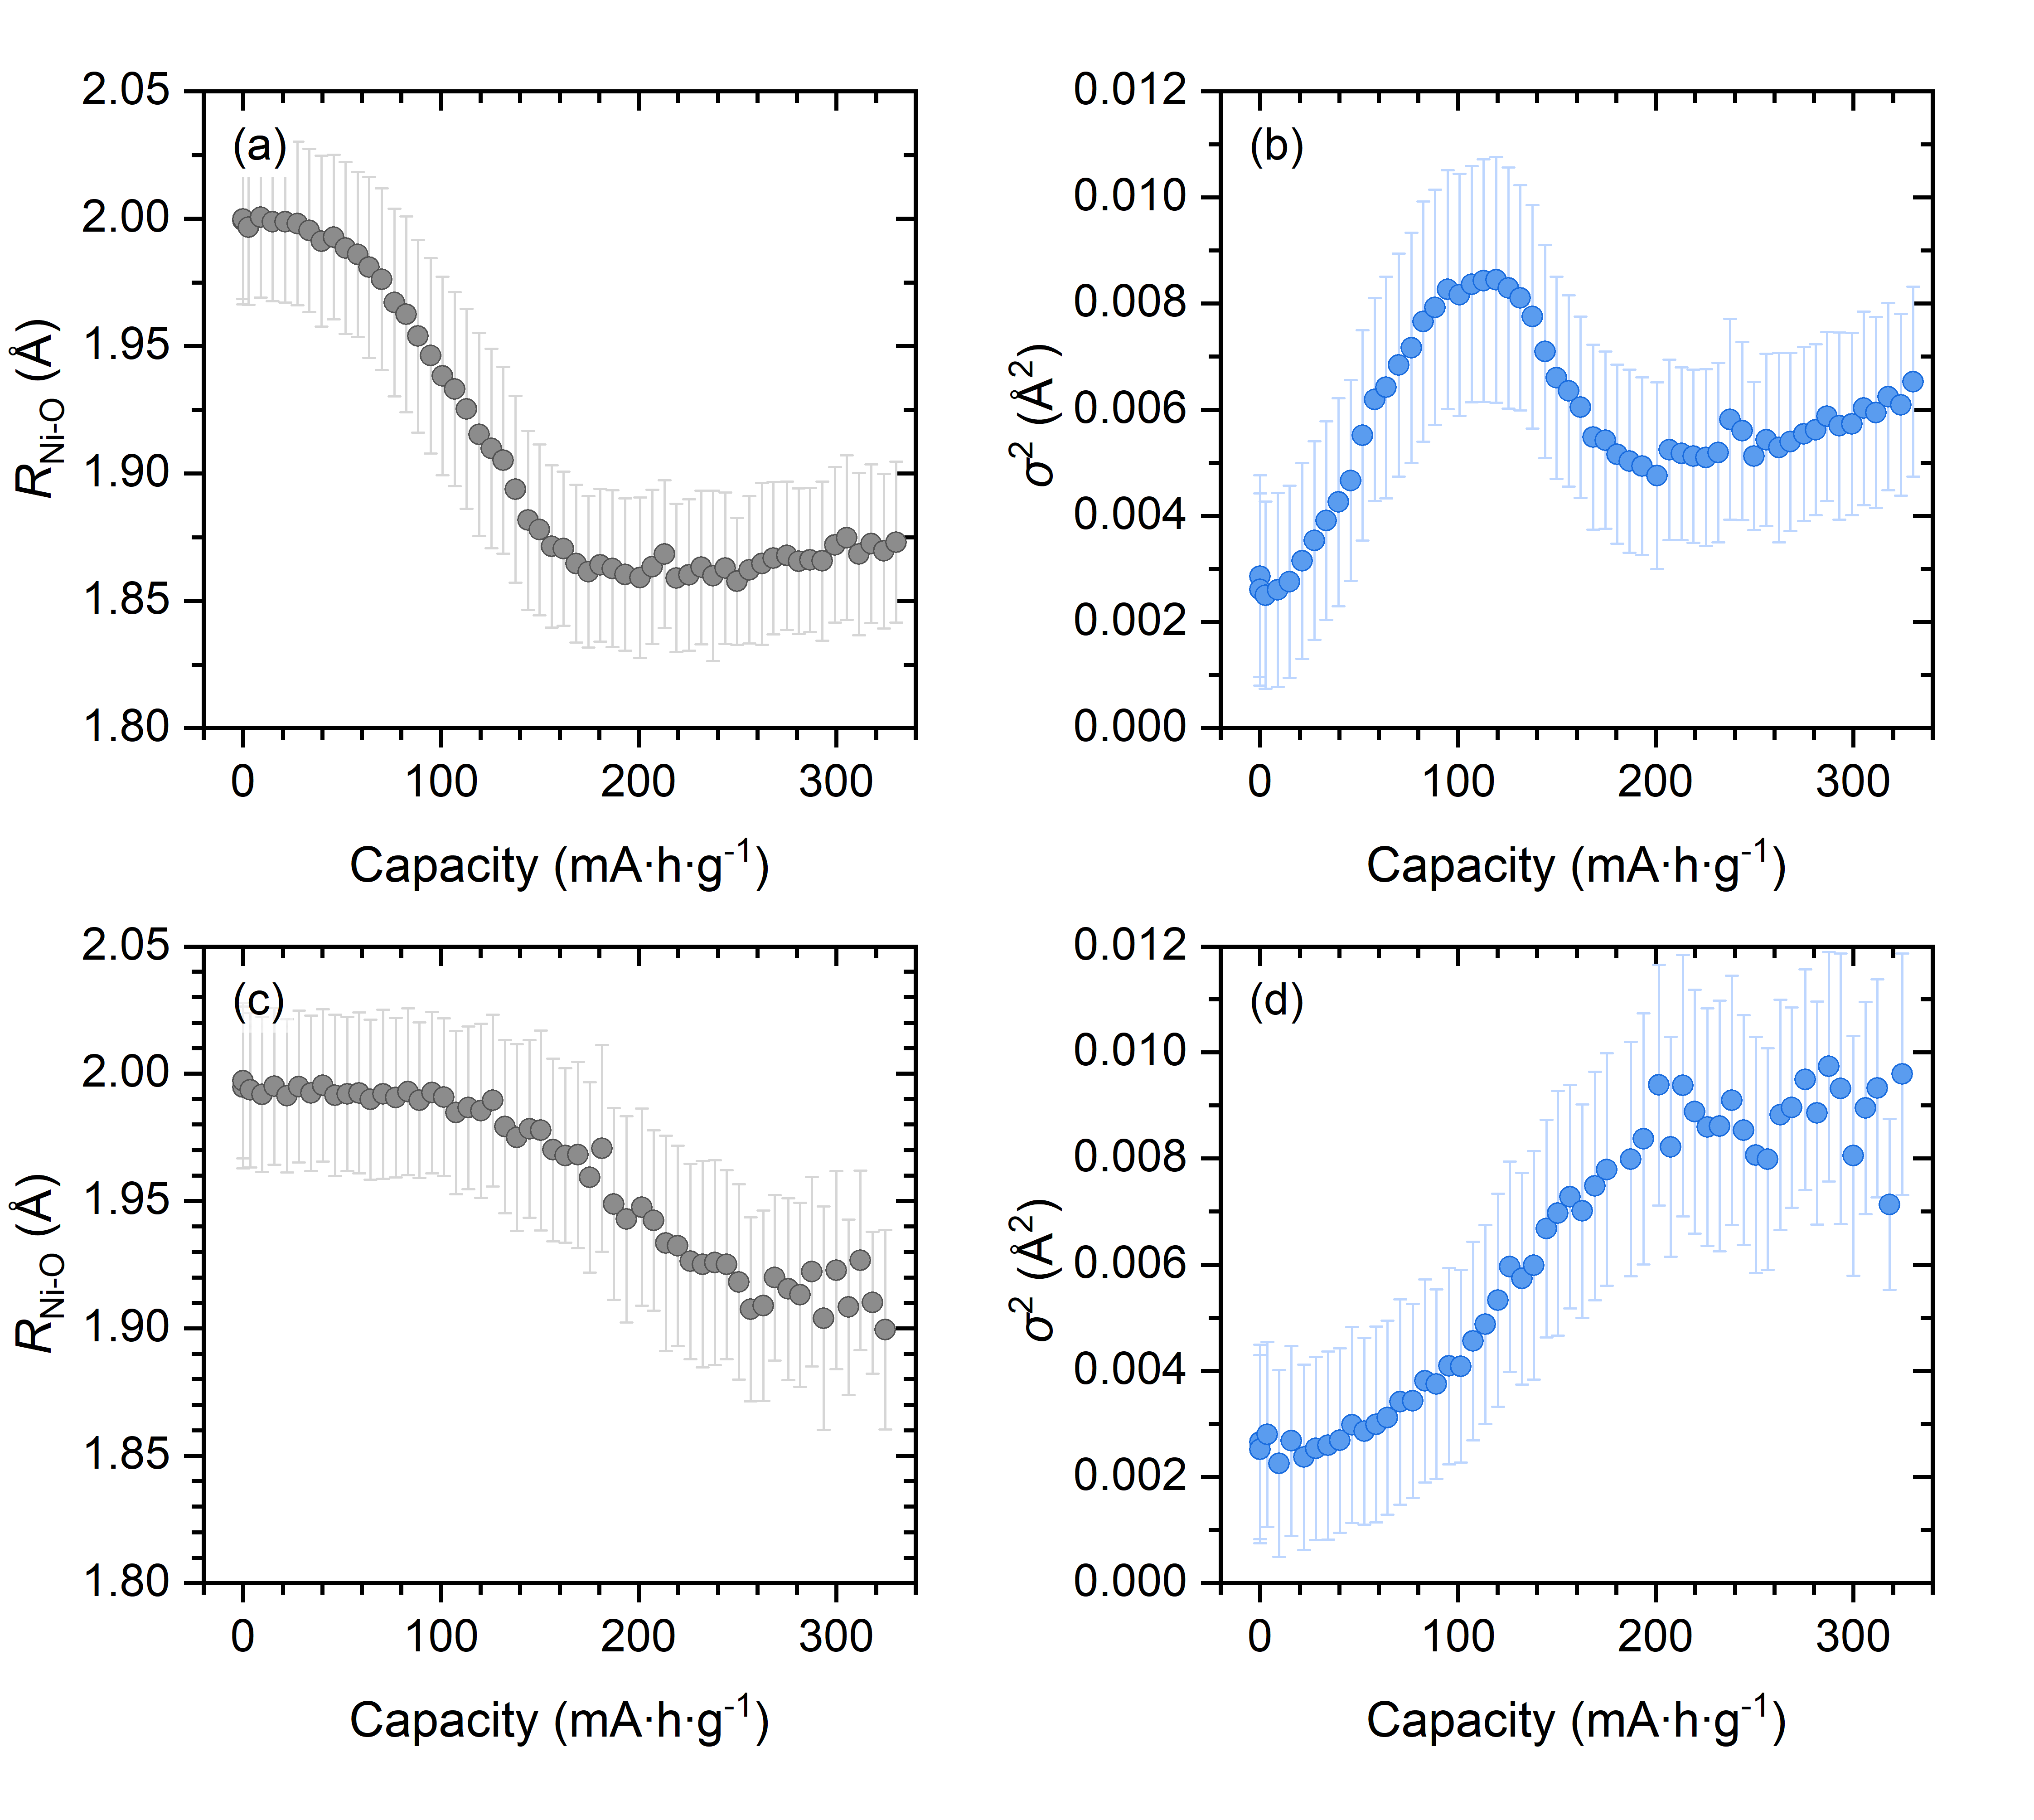 2.05
2.00
1.95
1.90
1.85
1.80
(a)
R_Ni-O (Å)
0 100 200 300
Capacity (mA·h·g⁻¹)
0.012
0.010
0.008
0.006
0.004
0.002
0.000
(b)
σ² (Å²)
0 100 200 300
Capacity (mA·h·g⁻¹)
2.05
2.00
1.95
1.90
1.85
1.80
(c)
R_Ni-O (Å)
0 100 200 300
Capacity (mA·h·g⁻¹)
0.012
0.010
0.008
0.006
0.004
0.002
0.000
(d)
σ² (Å²)
0 100 200 300
Capacity (mA·h·g⁻¹)